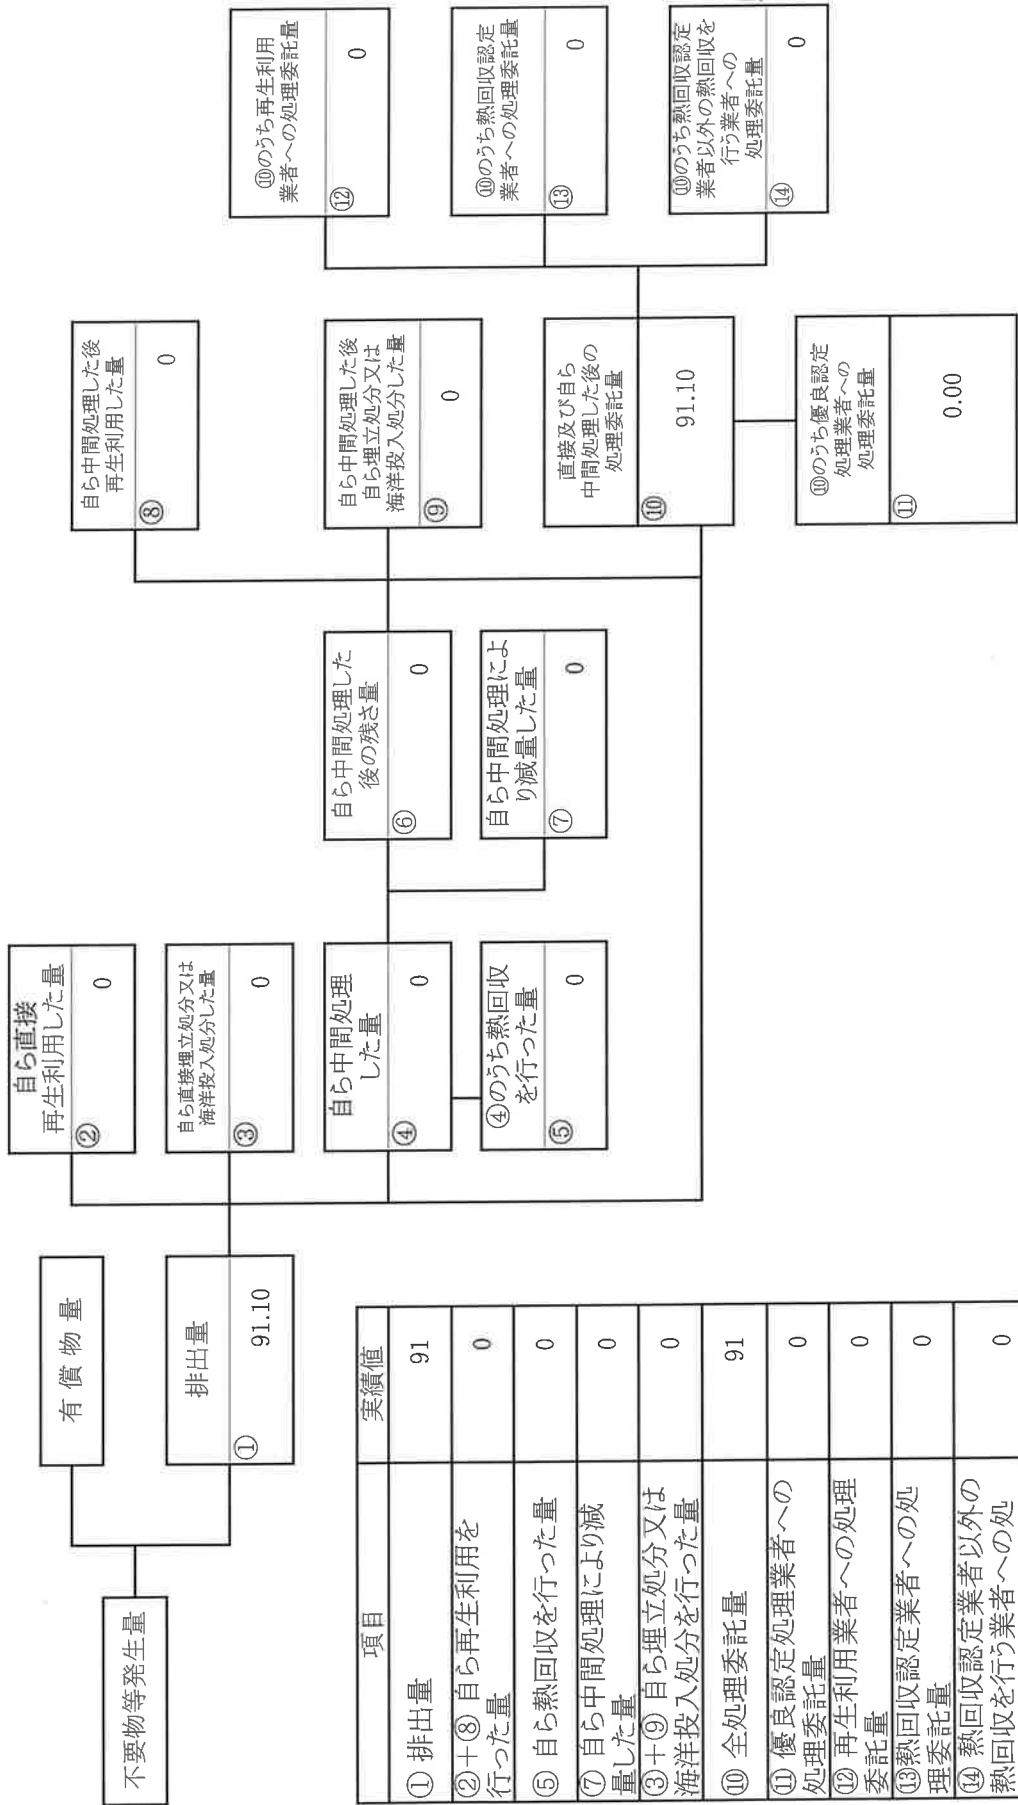 不要物等発生量
有償物量
排出量
①
91.10
自ら直接
再生利用した量
②
0
自ら直接埋立処分又は
海洋投入処分した量
③
0
自ら中間処理
した量
④
0
④のうち熱回収
を行った量
⑤
0
自ら中間処理した
後の残さ量
⑥
0
自ら中間処理によ
り減量した量
⑦
0
自ら中間処理した後
再生利用した量
⑧
0
自ら中間処理した後
自ら埋立処分又は
海洋投入処分した量
⑨
0
直接及び自ら
中間処理した後の
処理委託量
⑩
91.10
⑩のうち優良認定
処理業者への
処理委託量
⑪
0.00
⑩のうち再生利用
業者への処理委託量
⑫
0
⑩のうち熱回収認定
業者への処理委託量
⑬
0
⑩のうち熱回収認定
業者以外の熱回収を
行う業者への
処理委託量
⑭
0
項目 実績値
① 排出量 91
②+⑧ 自ら再生利用を
行った量 0
⑤ 自ら熱回収を行った量 0
⑦ 自ら中間処理により減
量した量 0
③+⑨ 自ら埋立処分又は
海洋投入処分を行った量 0
⑩ 全処理委託量 91
⑪ 優良認定処理業者への
処理委託量 0
⑫ 再生利用業者への処理
委託量 0
⑬熱回収認定業者への処
理委託量 0
⑭ 熱回収認定業者以外の
熱回収を行う業者への処 0